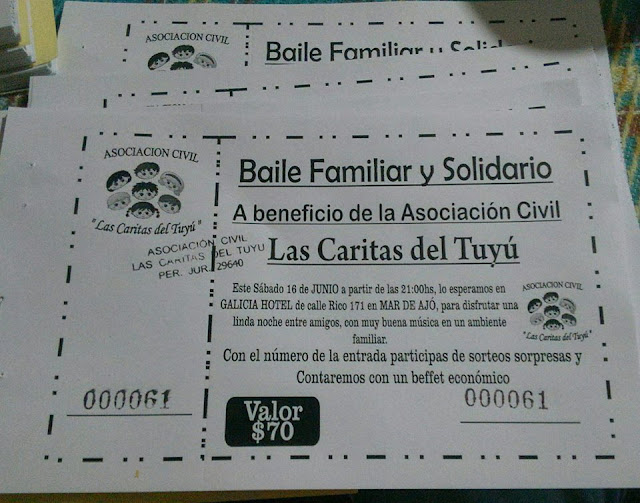 ASOCIACION CIVIL
Baile Familiar y Solidario
ASOCIACION CIVIL
"Las Caritas del Tuyú"
ASOCIACIÓN CIVIL
LAS CARITAS DEL TUYU
PER. JUR. 29640
000061
Baile Familiar y Solidario
A beneficio de la Asociación Civil
Las Caritas del Tuyú
Este Sábado 16 de JUNIO a partir de las 21:00hs, lo esperamos en
GALICIA HOTEL de calle Rico 171 en MAR DE AJÓ, para disfrutar una
linda noche entre amigos, con muy buena música en un ambiente
familiar.
ASOCIACION CIVIL
"Las Caritas del Tuyú"
Con el número de la entrada participas de sorteos sorpresas y
Contaremos con un beffet económico
Valor
$70
000061